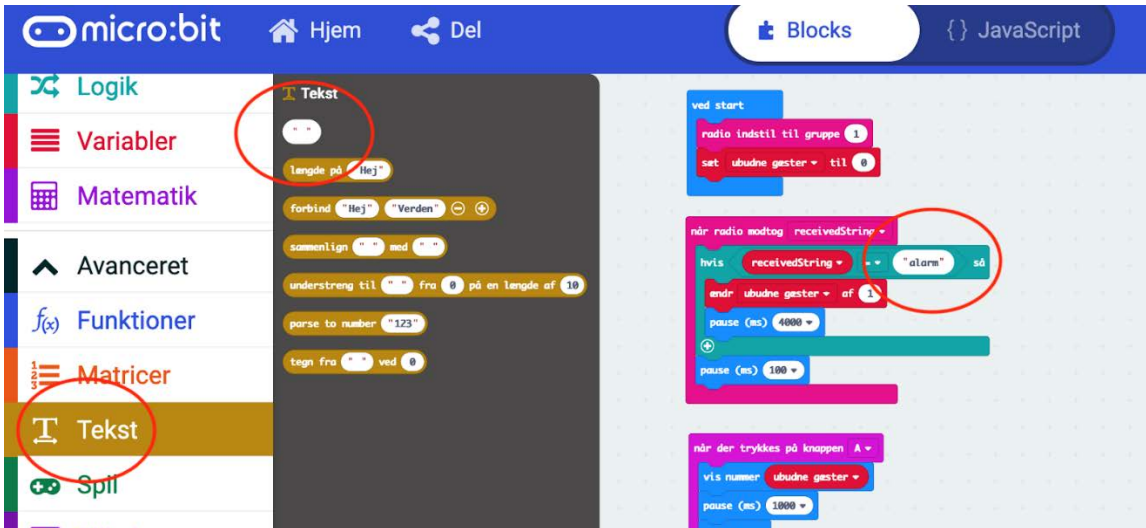 micro:bit Hjem Del Blocks {} JavaScript
Logik
Variabler
Matematik
Avanceret
f(x) Funktioner
Matricer
Tekst
Spil
Tekst
" "
længde på "Hej"
forbind "Hej" "Verden"
sammenlign " " med " "
understreng til " " fra 0 på en længde af 10
parse to number "123"
tegn fra " " ved 0
ved start
radio indstil til gruppe 1
sæt ubudne gæster til 0
når radio modtog receivedString
hvis receivedString = "alarm" så
ændr ubudne gæster af 1
pause (ms) 4000
pause (ms) 100
når der trykkes på knappen A
vis nummer ubudne gæster
pause (ms) 1000